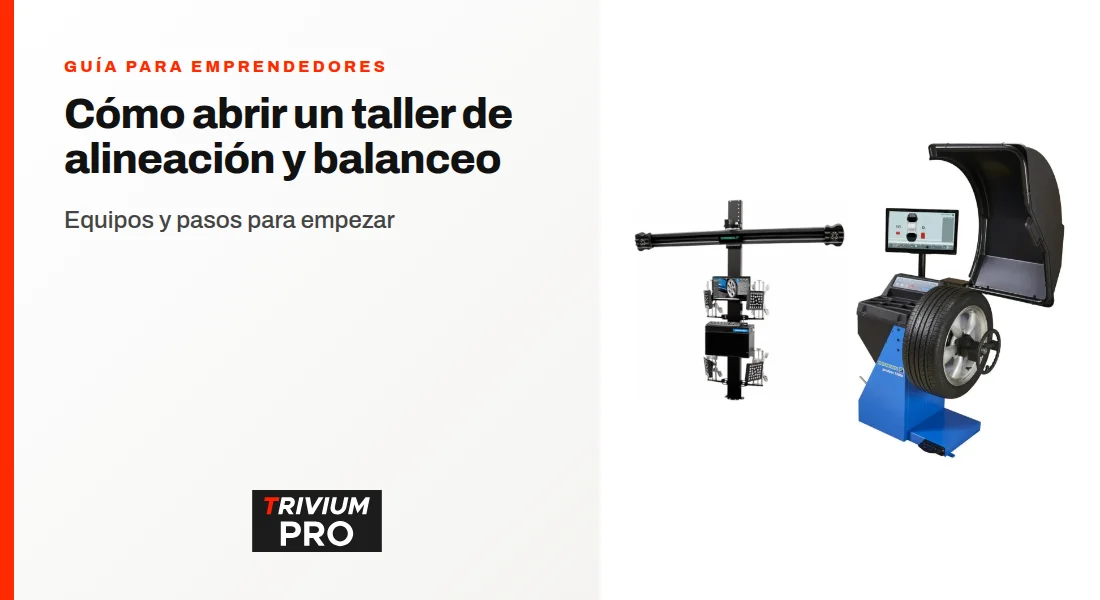 GUÍA PARA EMPRENDEDORES
Cómo abrir un taller de
alineación y balanceo
Equipos y pasos para empezar
TRIVIUM
PRO